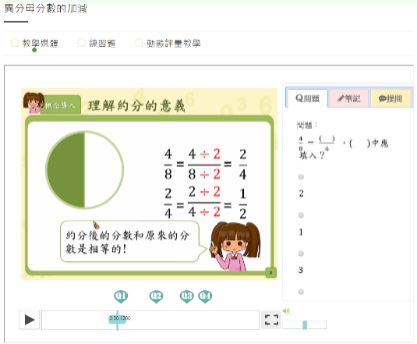 異分母分數的加減
教學媒體
練習題
動態評量教學
概念導入
理解約分的意義
4/8 = 4÷2/8÷2 = 2/4
2/4 = 2÷2/4÷2 = 1/2
約分後的分數和原來的分
數是相等的!
Q1 Q2 Q3 Q4
Q問題
筆記
提問
問題：
4/8 = ( )/4 ，( )中應
填入？
2
1
3